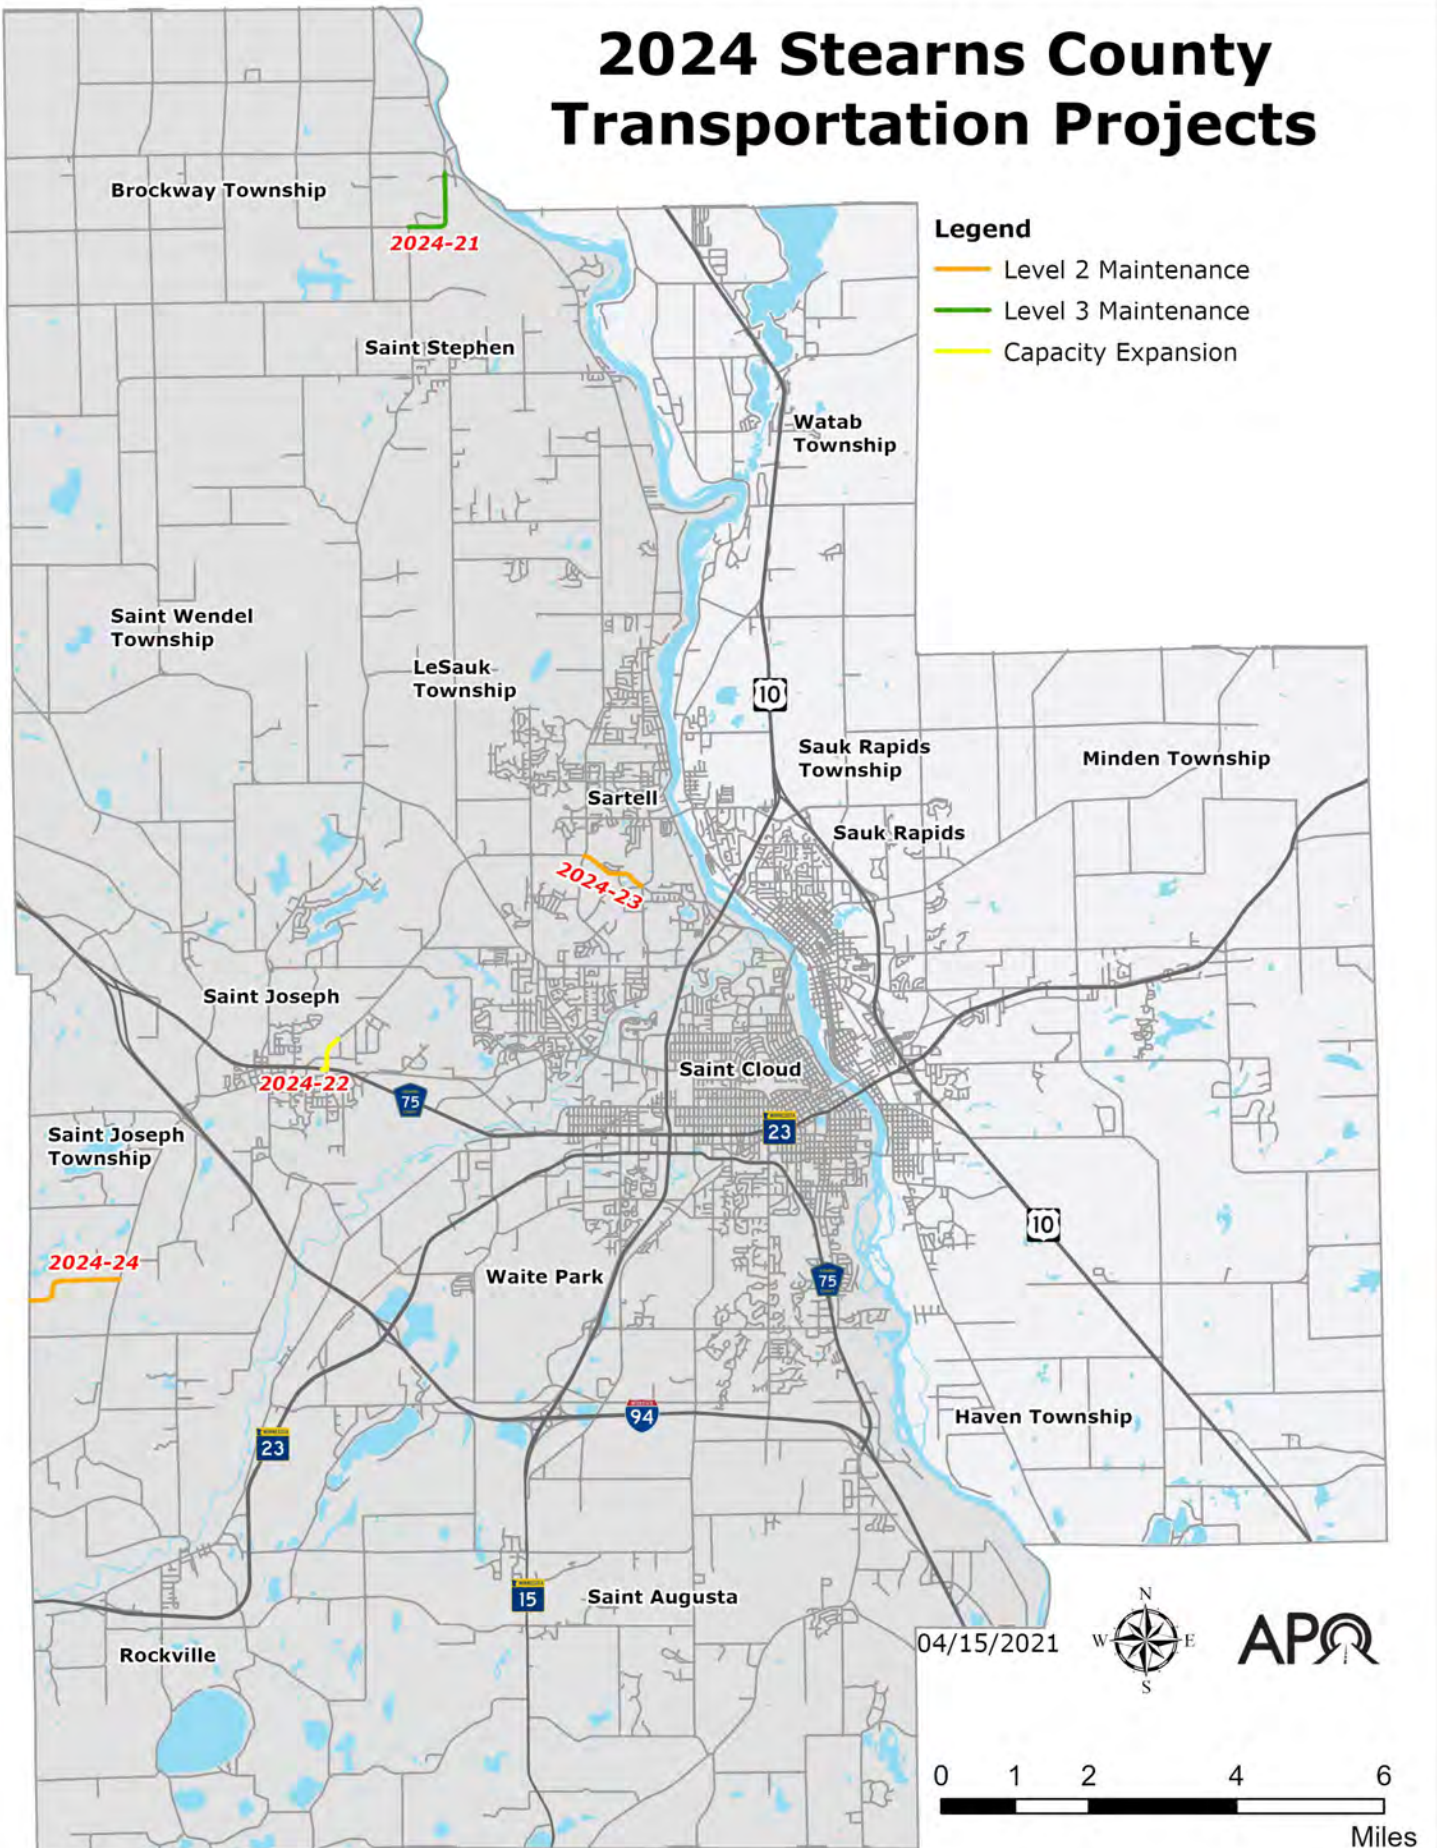 2024 Stearns County
Transportation Projects
Legend
Level 2 Maintenance
Level 3 Maintenance
Capacity Expansion
Brockway Township
2024-21
Saint Stephen
Watab
Township
Saint Wendel
Township
LeSauk
Township
10
Sauk Rapids
Township
Minden Township
Sartell
Sauk Rapids
2024-23
Saint Joseph
Saint Cloud
2024-22
75
23
Saint Joseph
Township
10
2024-24
Waite Park
75
94
Haven Township
23
15
Saint Augusta
Rockville
04/15/2021
N
W
E
S
APO
0 1 2 4 6
Miles